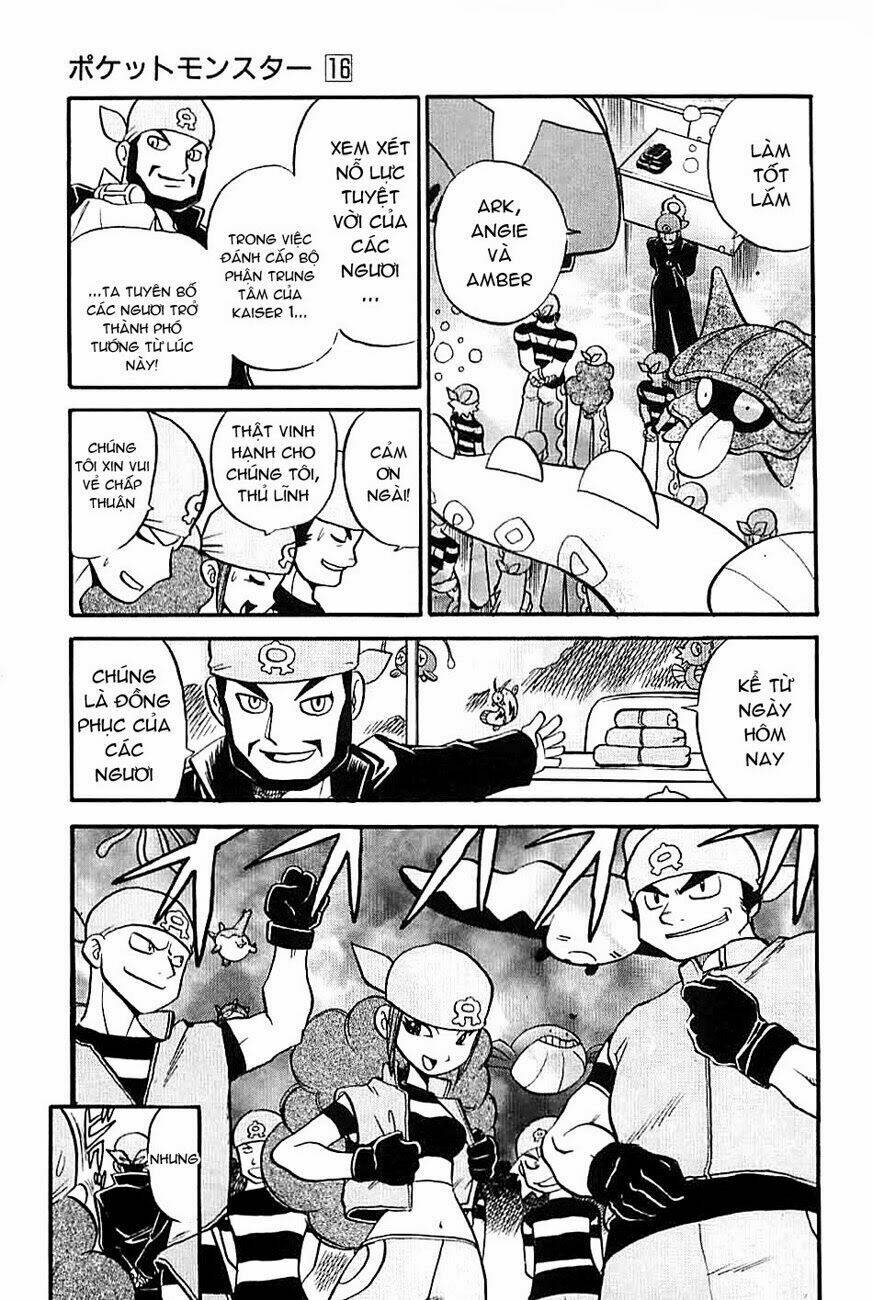 ポケットモンスター 16
LÀM
TỐT
LẮM
ARK,
ANGIE
VÀ
AMBER
XEM XÉT
NỖ LỰC
TUYỆT
VỜI CỦA
CÁC
NGƯƠI
...
TRONG VIỆC
ĐÁNH CẤP BỘ
PHẬN TRUNG
TÂM CỦA
KAISER 1...
...TA TUYÊN BỐ
CÁC NGƯƠI TRỞ
THÀNH PHÓ
TƯỚNG TỪ LÚC
NÀY!
CẢM
ƠN
NGÀI!
THẬT VINH
HẠNH CHO
CHÚNG TÔI,
THỦ LĨNH
CHÚNG
TÔI XIN VUI
VẺ CHẤP
THUẬN
KỂ TỪ
NGÀY
HÔM
NAY
CHÚNG
LÀ ĐỒNG
PHỤC CỦA
CÁC
NGƯƠI
NHƯNG